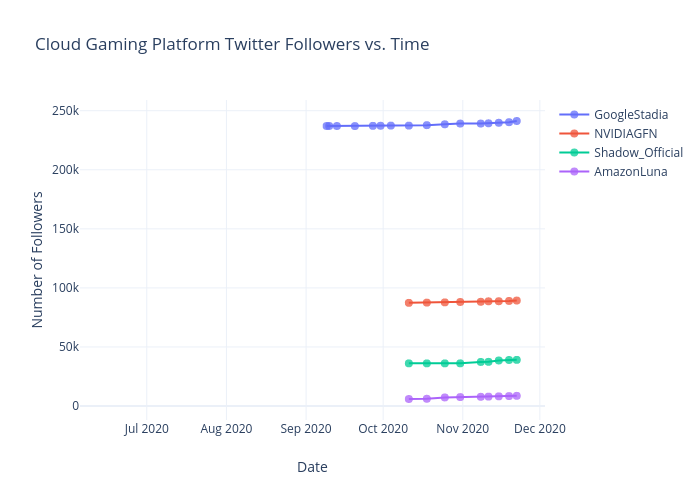 Cloud Gaming Platform Twitter Followers vs. Time
250k
200k
150k
100k
50k
0
Number of Followers
Jul 2020
Aug 2020
Sep 2020
Oct 2020
Nov 2020
Dec 2020
Date
GoogleStadia
NVIDIAGFN
Shadow_Official
AmazonLuna